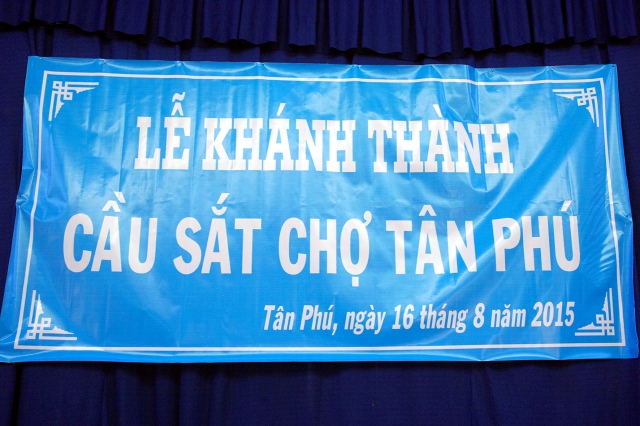 LỄ KHÁNH THÀNH
CẦU SẮT CHỢ TÂN PHÚ
Tân Phú, ngày 16 tháng 8 năm 2015